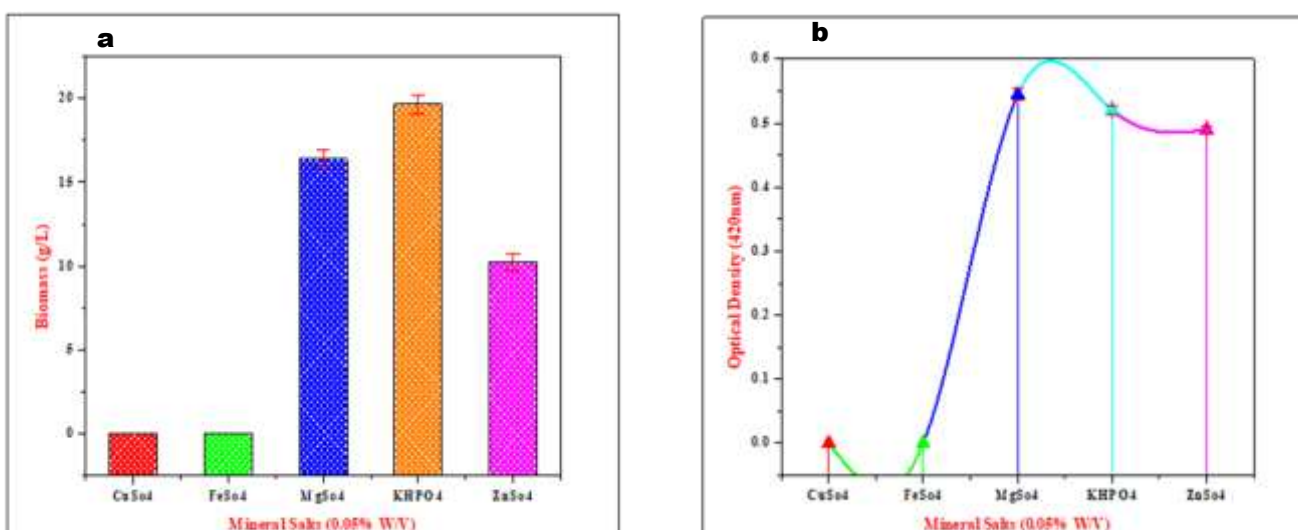 a
20
15
10
5
0
Biomass (g/L)
CuSo4 FeSo4 MgSo4 KHPO4 ZnSo4
Mineral Salts (0.05% W/V)
b
0.6
0.5
0.4
0.3
0.2
0.1
0.0
Optical Density (420nm)
CuSo4 FeSo4 MgSo4 KHPO4 ZnSo4
Mineral Salts (0.05% W/V)